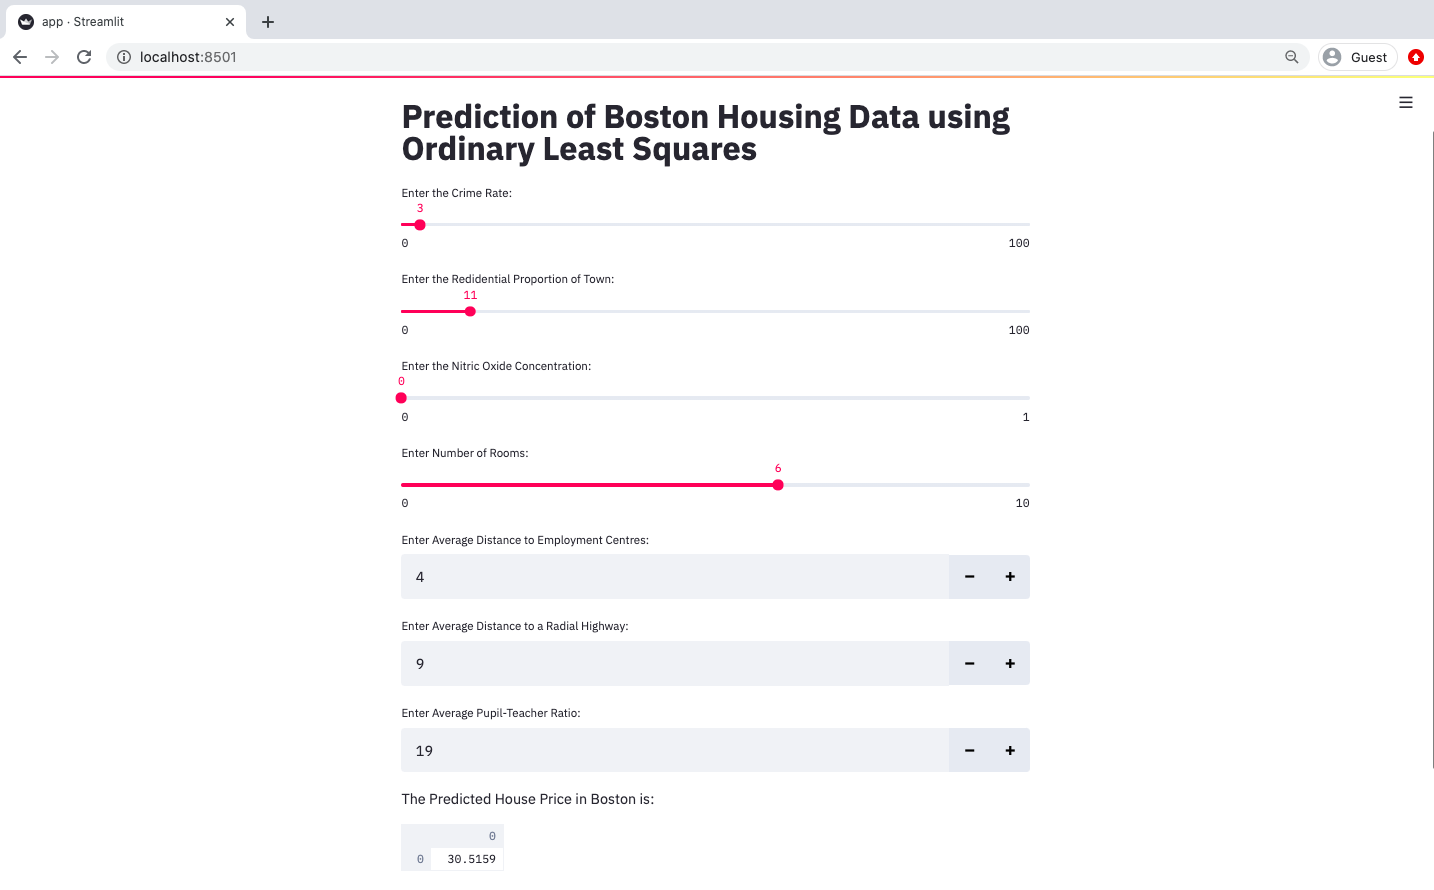 app · Streamlit
localhost:8501
Guest
Prediction of Boston Housing Data using
Ordinary Least Squares
Enter the Crime Rate:
3
0 100
Enter the Redidential Proportion of Town:
11
0 100
Enter the Nitric Oxide Concentration:
0
0 1
Enter Number of Rooms:
6
0 10
Enter Average Distance to Employment Centres:
4
Enter Average Distance to a Radial Highway:
9
Enter Average Pupil-Teacher Ratio:
19
The Predicted House Price in Boston is:
0
0 30.5159